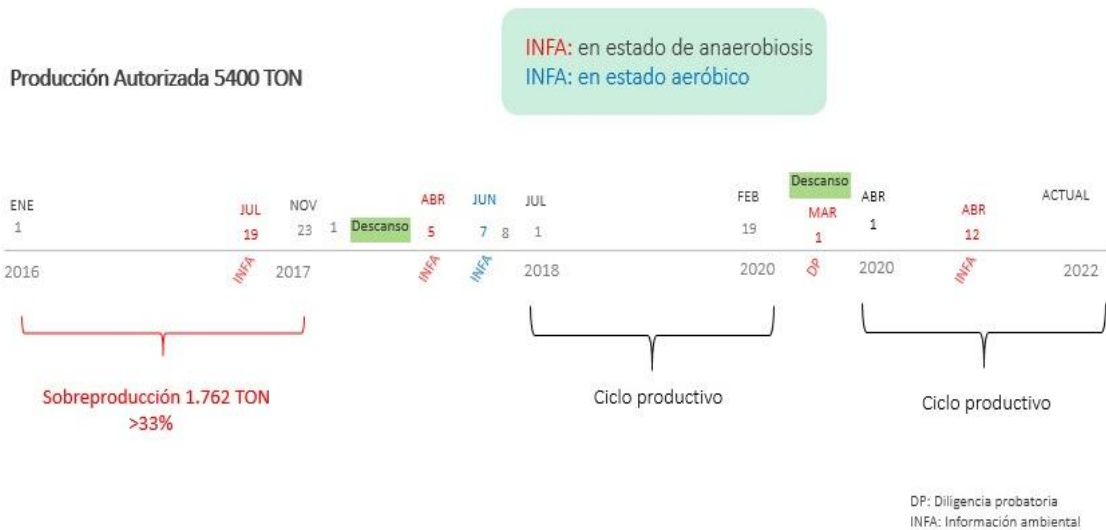 INFA: en estado de anaerobiosis
INFA: en estado aeróbico
Producción Autorizada 5400 TON
ENE
1
JUL
19
NOV
23
1
Descanso
ABR
5
JUN
7
8
JUL
1
FEB
19
Descanso
MAR
1
ABR
1
ABR
12
ACTUAL
2016
INFA
2017
INFA
INFA
2018
2020
DP
2020
INFA
2022
Sobreproducción 1.762 TON
>33%
Ciclo productivo
Ciclo productivo
DP: Diligencia probatoria
INFA: Información ambiental